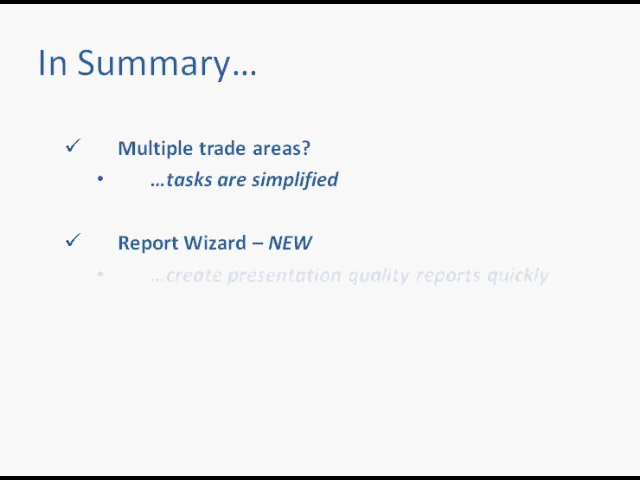 In Summary...
✓ Multiple trade areas?
• ...tasks are simplified
✓ Report Wizard – NEW
• ...create presentation quality reports quickly